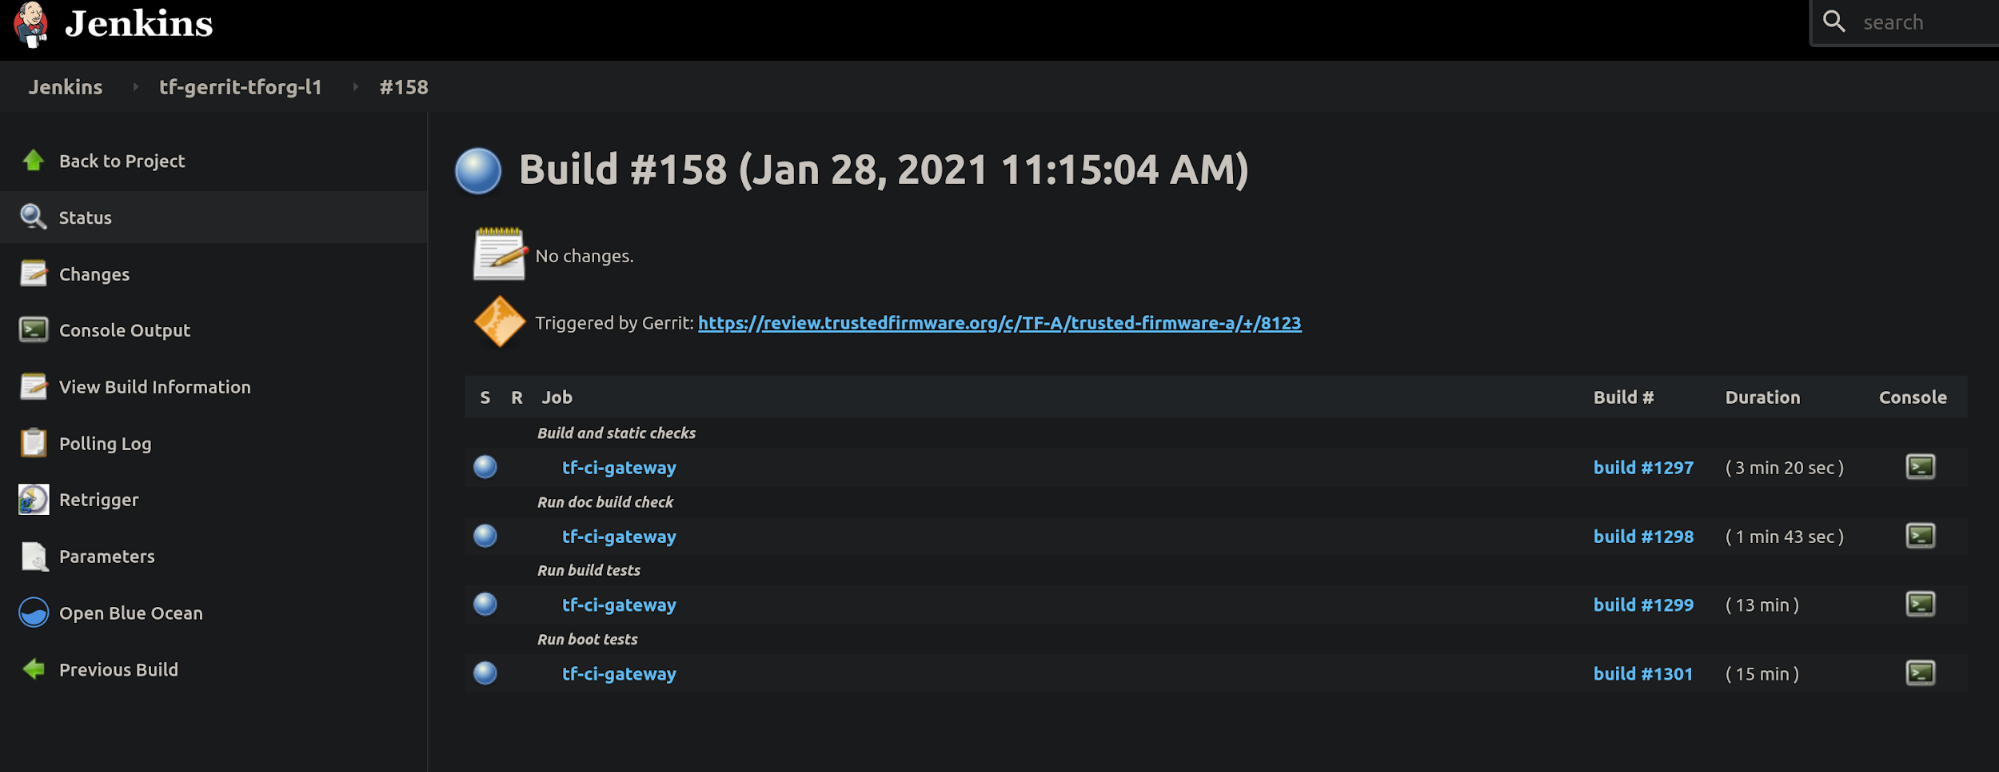 Jenkins
search
Jenkins tf-gerrit-tforg-l1 #158
Back to Project
Status
Changes
Console Output
View Build Information
Polling Log
Retrigger
Parameters
Open Blue Ocean
Previous Build
Build #158 (Jan 28, 2021 11:15:04 AM)
No changes.
Triggered by Gerrit: https://review.trustedfirmware.org/c/TF-A/trusted-firmware-a/+/8123
S R Job Build # Duration Console
Build and static checks
tf-ci-gateway build #1297 ( 3 min 20 sec )
Run doc build check
tf-ci-gateway build #1298 ( 1 min 43 sec )
Run build tests
tf-ci-gateway build #1299 ( 13 min )
Run boot tests
tf-ci-gateway build #1301 ( 15 min )